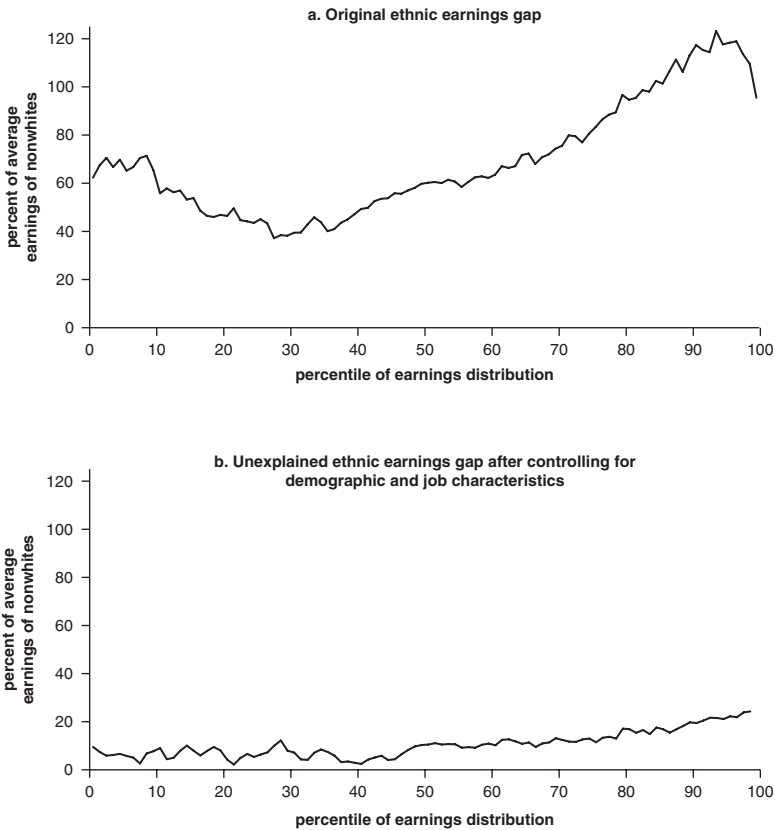 a. Original ethnic earnings gap
percent of average
earnings of nonwhites
120
100
80
60
40
20
0
0 10 20 30 40 50 60 70 80 90 100
percentile of earnings distribution
b. Unexplained ethnic earnings gap after controlling for
demographic and job characteristics
percent of average
earnings of nonwhites
120
100
80
60
40
20
0
0 10 20 30 40 50 60 70 80 90 100
percentile of earnings distribution